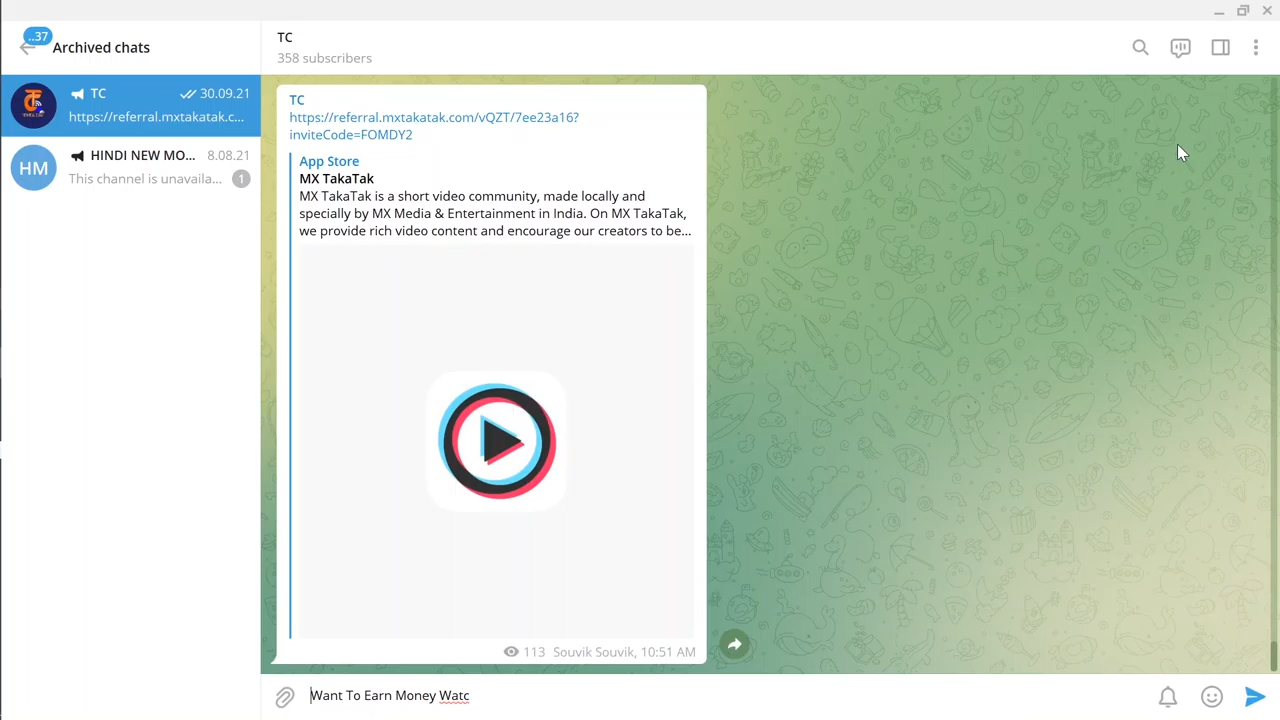 ..37
Archived chats
TC
358 subscribers
TC 30.09.21
https://referral.mxtakatak.c...
HM
HINDI NEW MO... 8.08.21
This channel is unavaila... 1
TC
https://referral.mxtakatak.com/vQZT/7ee23a16?
inviteCode=FOMDY2
App Store
MX TakaTak
MX TakaTak is a short video community, made locally and
specially by MX Media & Entertainment in India. On MX TakaTak,
we provide rich video content and encourage our creators to be...
113 Souvik Souvik, 10:51 AM
Want To Earn Money Watc